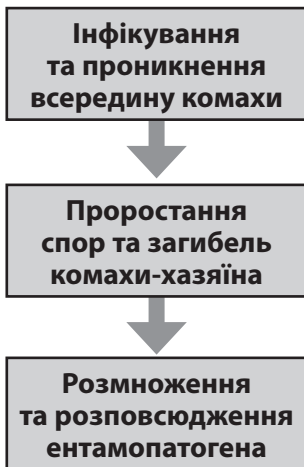 Інфікування
та проникнення
всередину комахи
Проростання
спор та загибель
комахи-хазяїна
Розмноження
та розповсюдження
ентамопатогена